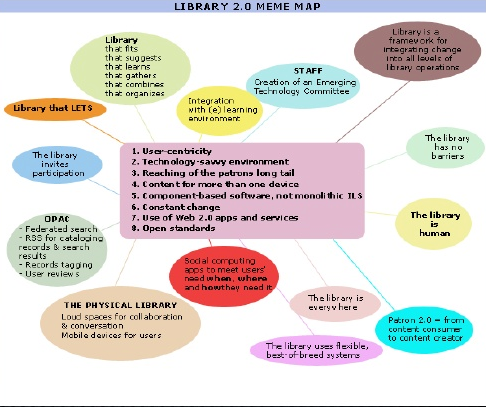 LIBRARY 2.0 MEME MAP
Library
that fits
that suggests
that learns
that gathers
that combines
that organizes
Library is a
framework for
integrating change
into all levels of
library operations
STAFF
Creation of an Emerging
Technology Committee
Integration
with (e) learning
environment
Library that LETS
The library
has no
barriers
The library
invites
participation
1. User-centricity
2. Technology-savvy environment
3. Reaching of the patrons long tail
4. Content for more than one device
5. Component-based software, not monolithic ILS
6. Constant change
7. Use of Web 2.0 apps and services
8. Open standards
The library
is
human
OPAC
- Federated search
- RSS for cataloging
records & search
results
- Records tagging
- User reviews
Social computing
apps to meet users'
need when, where
and how they need it
THE PHYSICAL LIBRARY
Loud spaces for collaboration
& conversation
Mobile devices for users
The library is
everywhere
Patron 2.0 = from
content consumer
to content creator
The library uses flexible,
best-of-breed systems